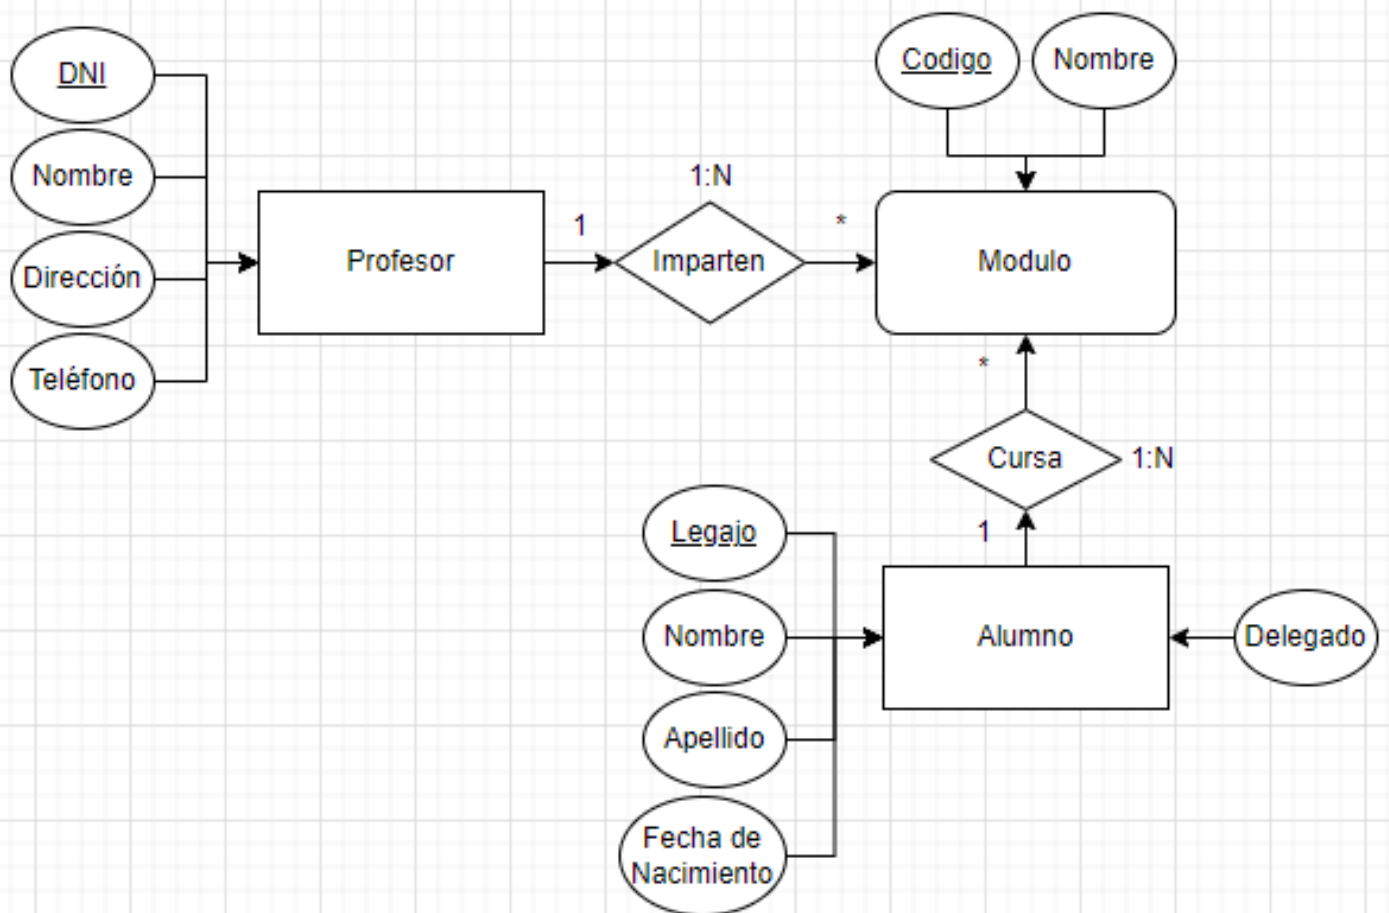 DNI
Nombre
Dirección
Teléfono
Profesor
1
1:N
Imparten
*
Codigo
Nombre
Modulo
*
Cursa
1:N
1
Legajo
Nombre
Apellido
Fecha de
Nacimiento
Alumno
Delegado